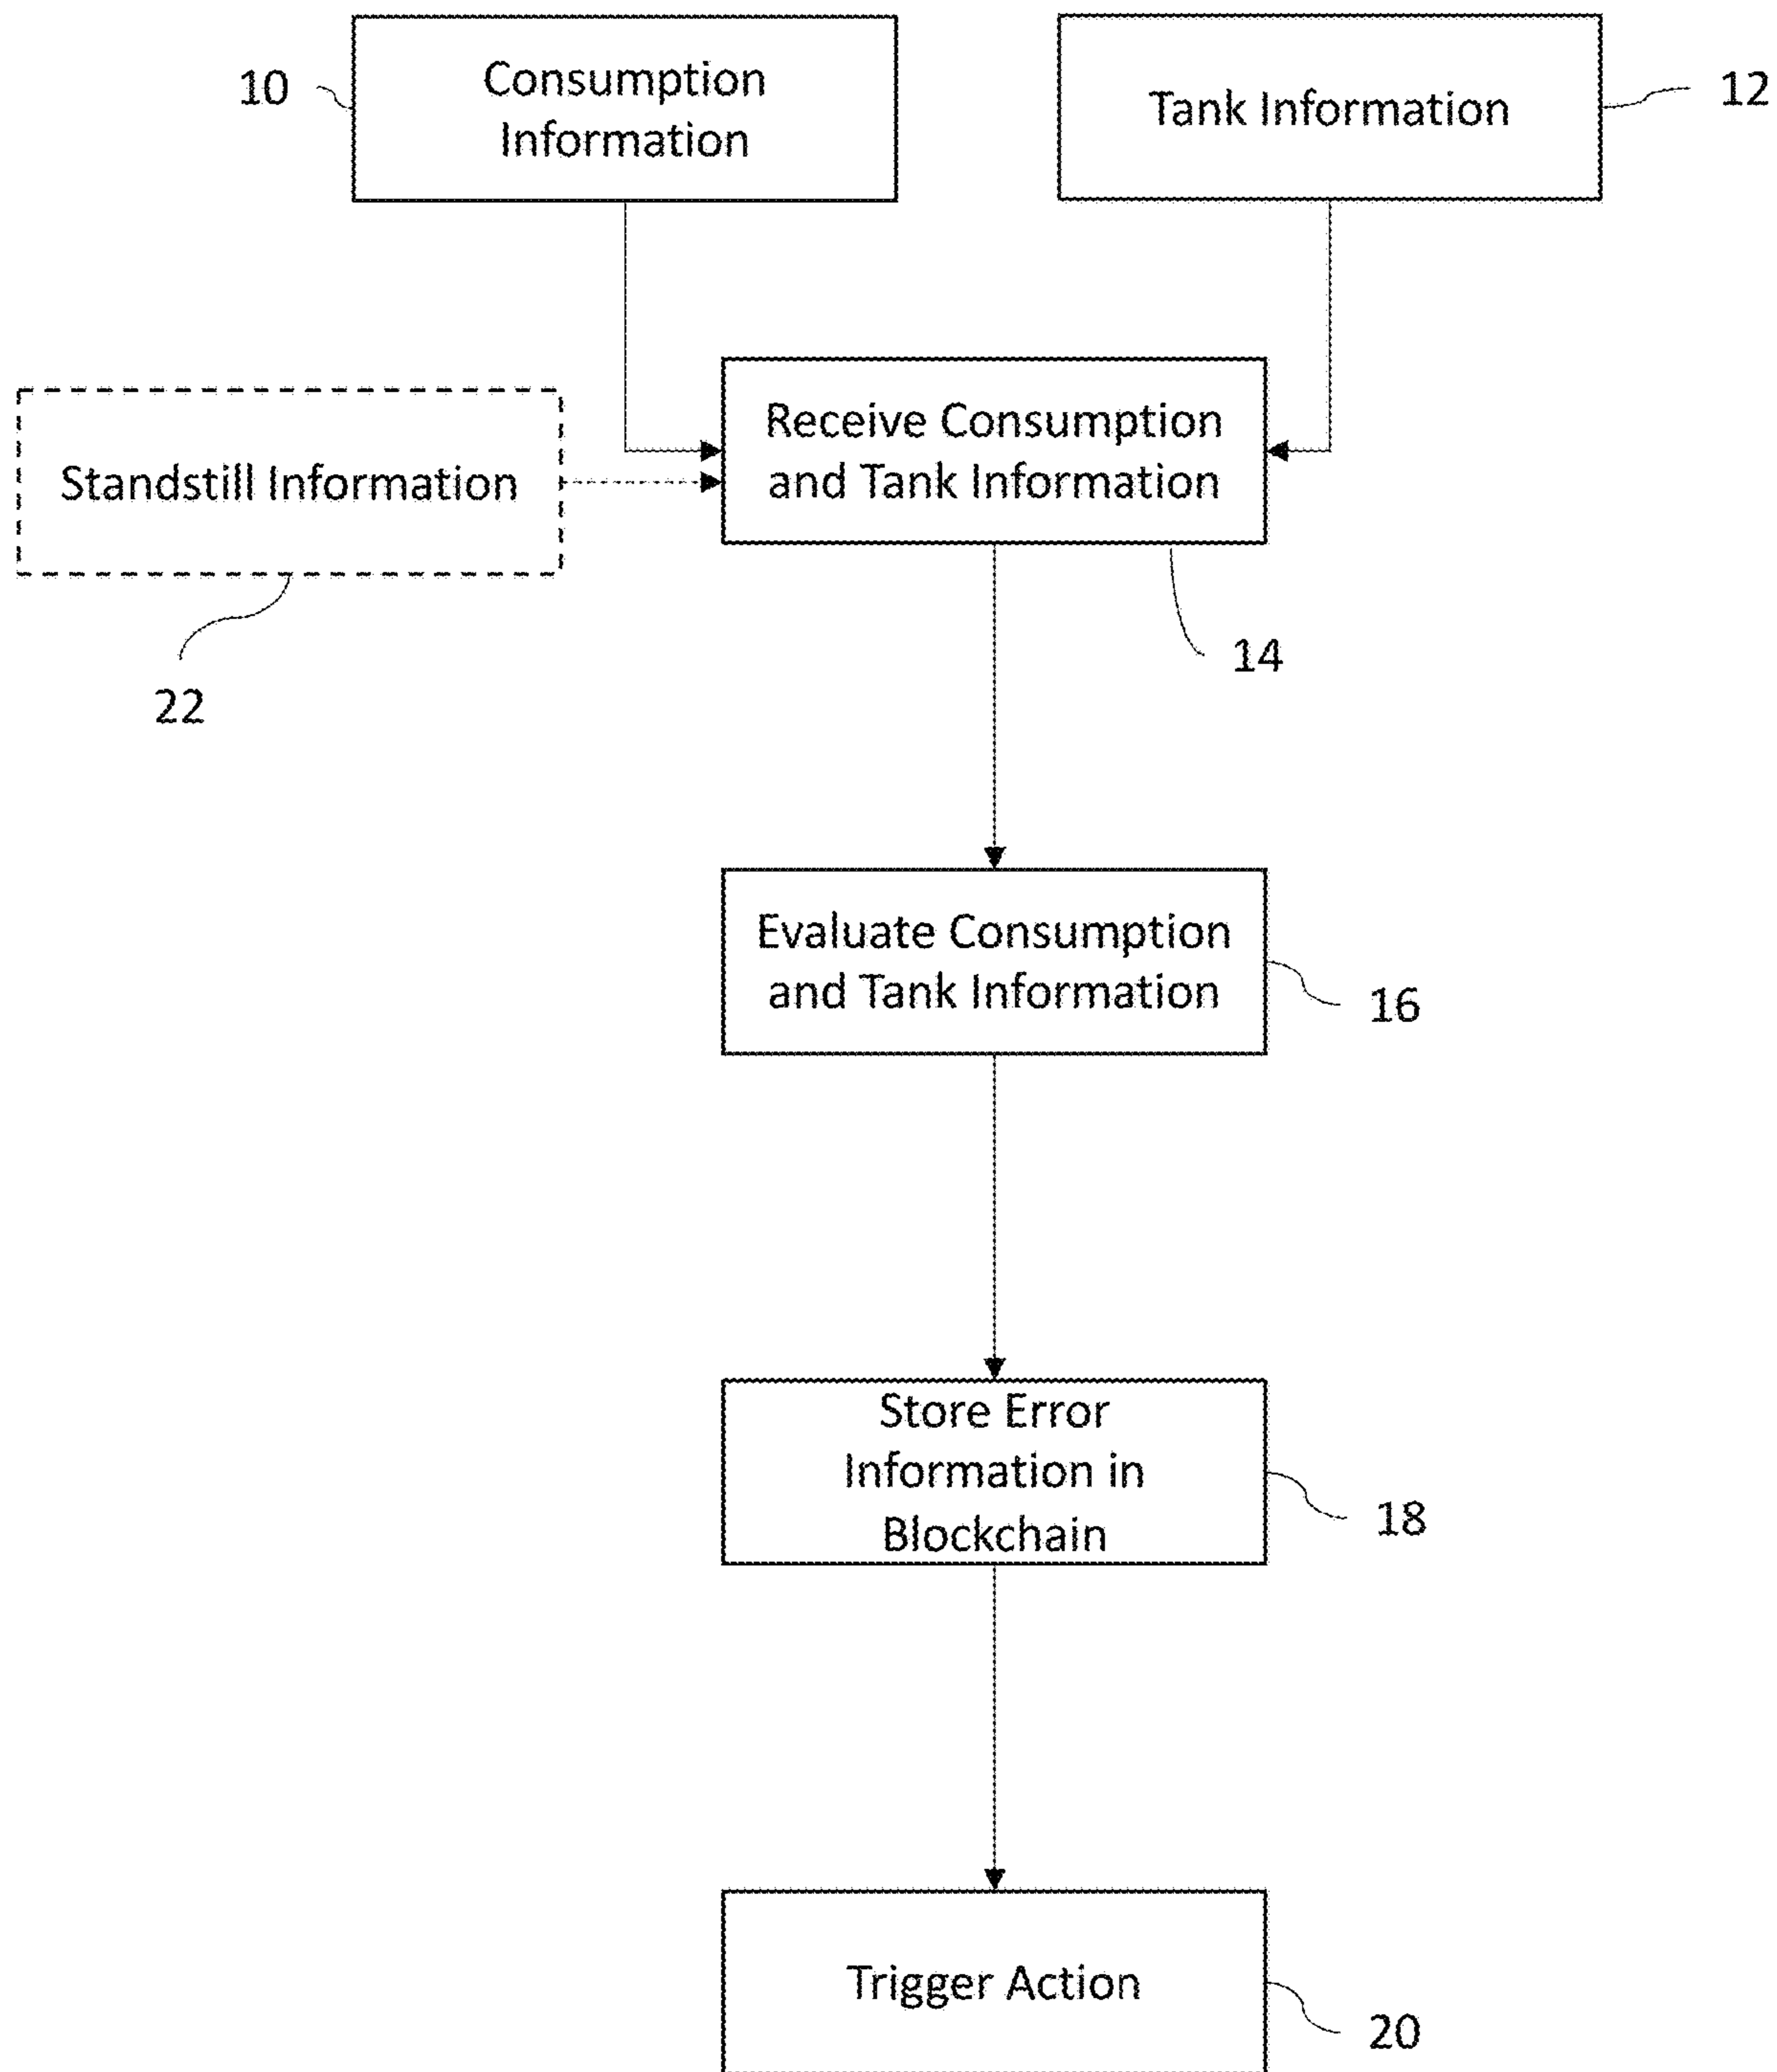 10
Consumption
Information
Tank Information
12
Receive Consumption
and Tank Information
Standstill Information
14
22
Evaluate Consumption
and Tank Information
16
Store Error
Information in
Blockchain
18
Trigger Action
20